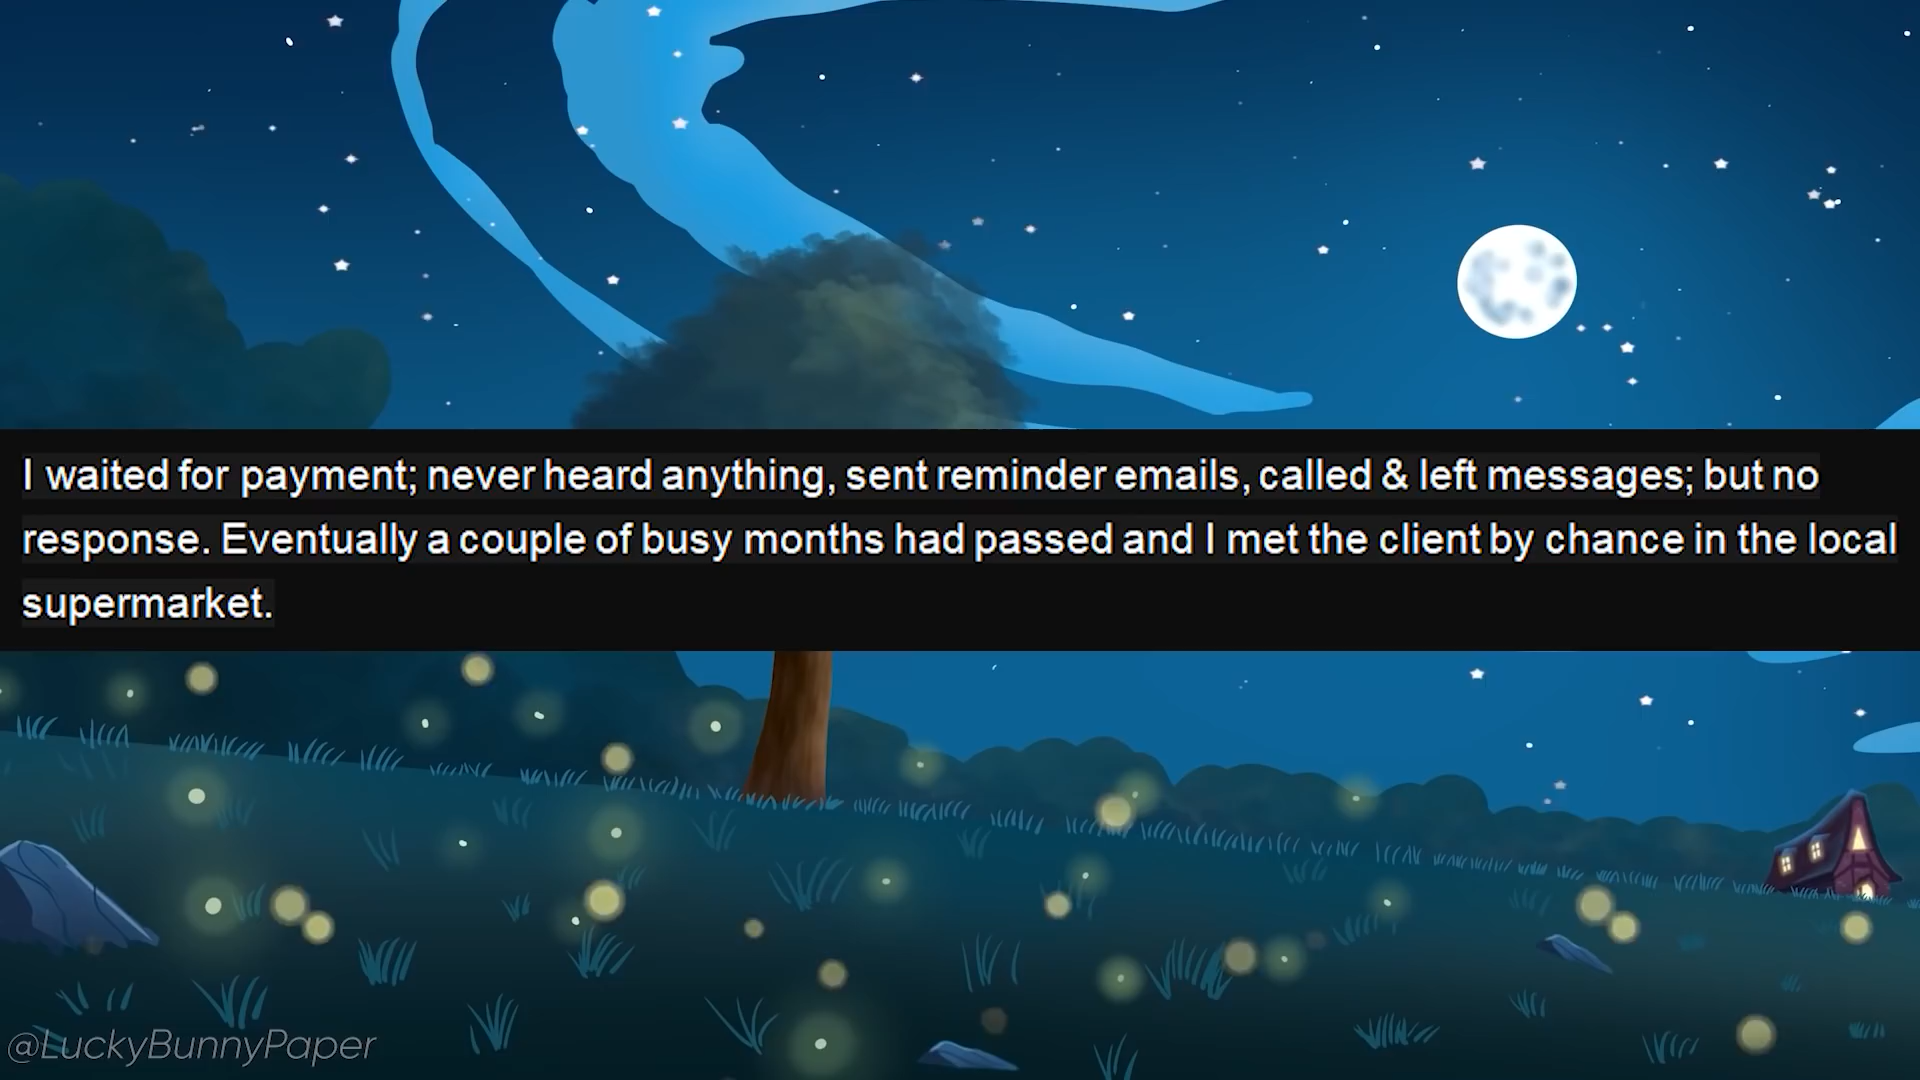 I waited for payment; never heard anything, sent reminder emails, called & left messages; but no
response. Eventually a couple of busy months had passed and I met the client by chance in the local
supermarket.
@LuckyBunnyPaper